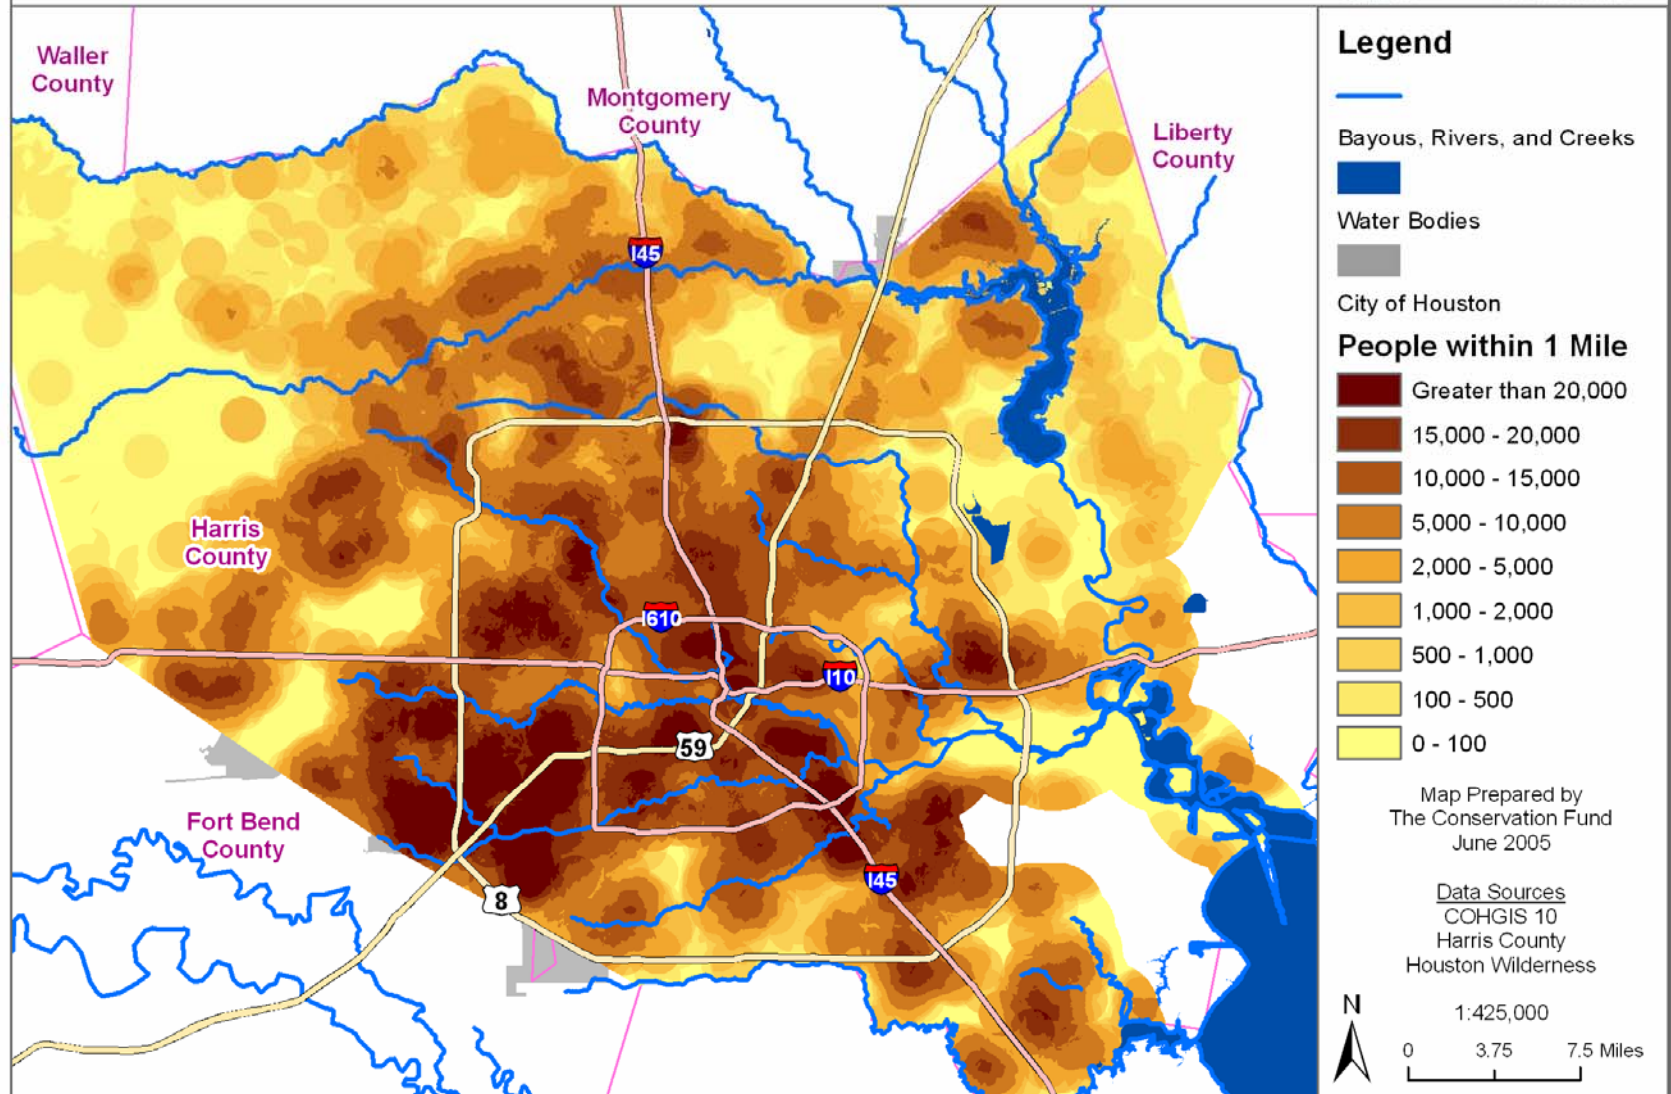 Waller
County
Montgomery
County
Liberty
County
I45
Harris
County
I610
I10
59
Fort Bend
County
I45
8
Legend
Bayous, Rivers, and Creeks
Water Bodies
City of Houston
People within 1 Mile
Greater than 20,000
15,000 - 20,000
10,000 - 15,000
5,000 - 10,000
2,000 - 5,000
1,000 - 2,000
500 - 1,000
100 - 500
0 - 100
Map Prepared by
The Conservation Fund
June 2005
Data Sources
COHGIS 10
Harris County
Houston Wilderness
1:425,000
N
0 3.75 7.5 Miles